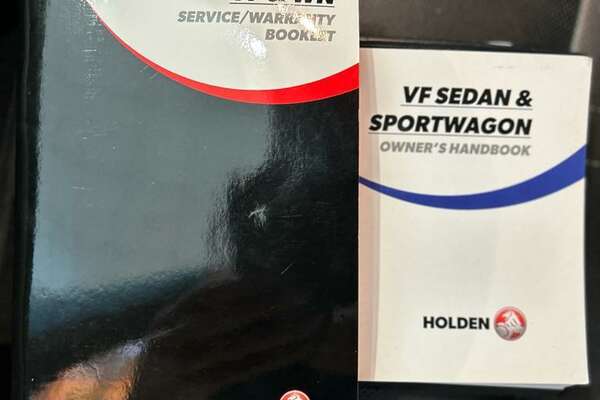 SERVICE/WARRANTY
BOOKLET
VF SEDAN &
SPORTWAGON
OWNER'S HANDBOOK
HOLDEN